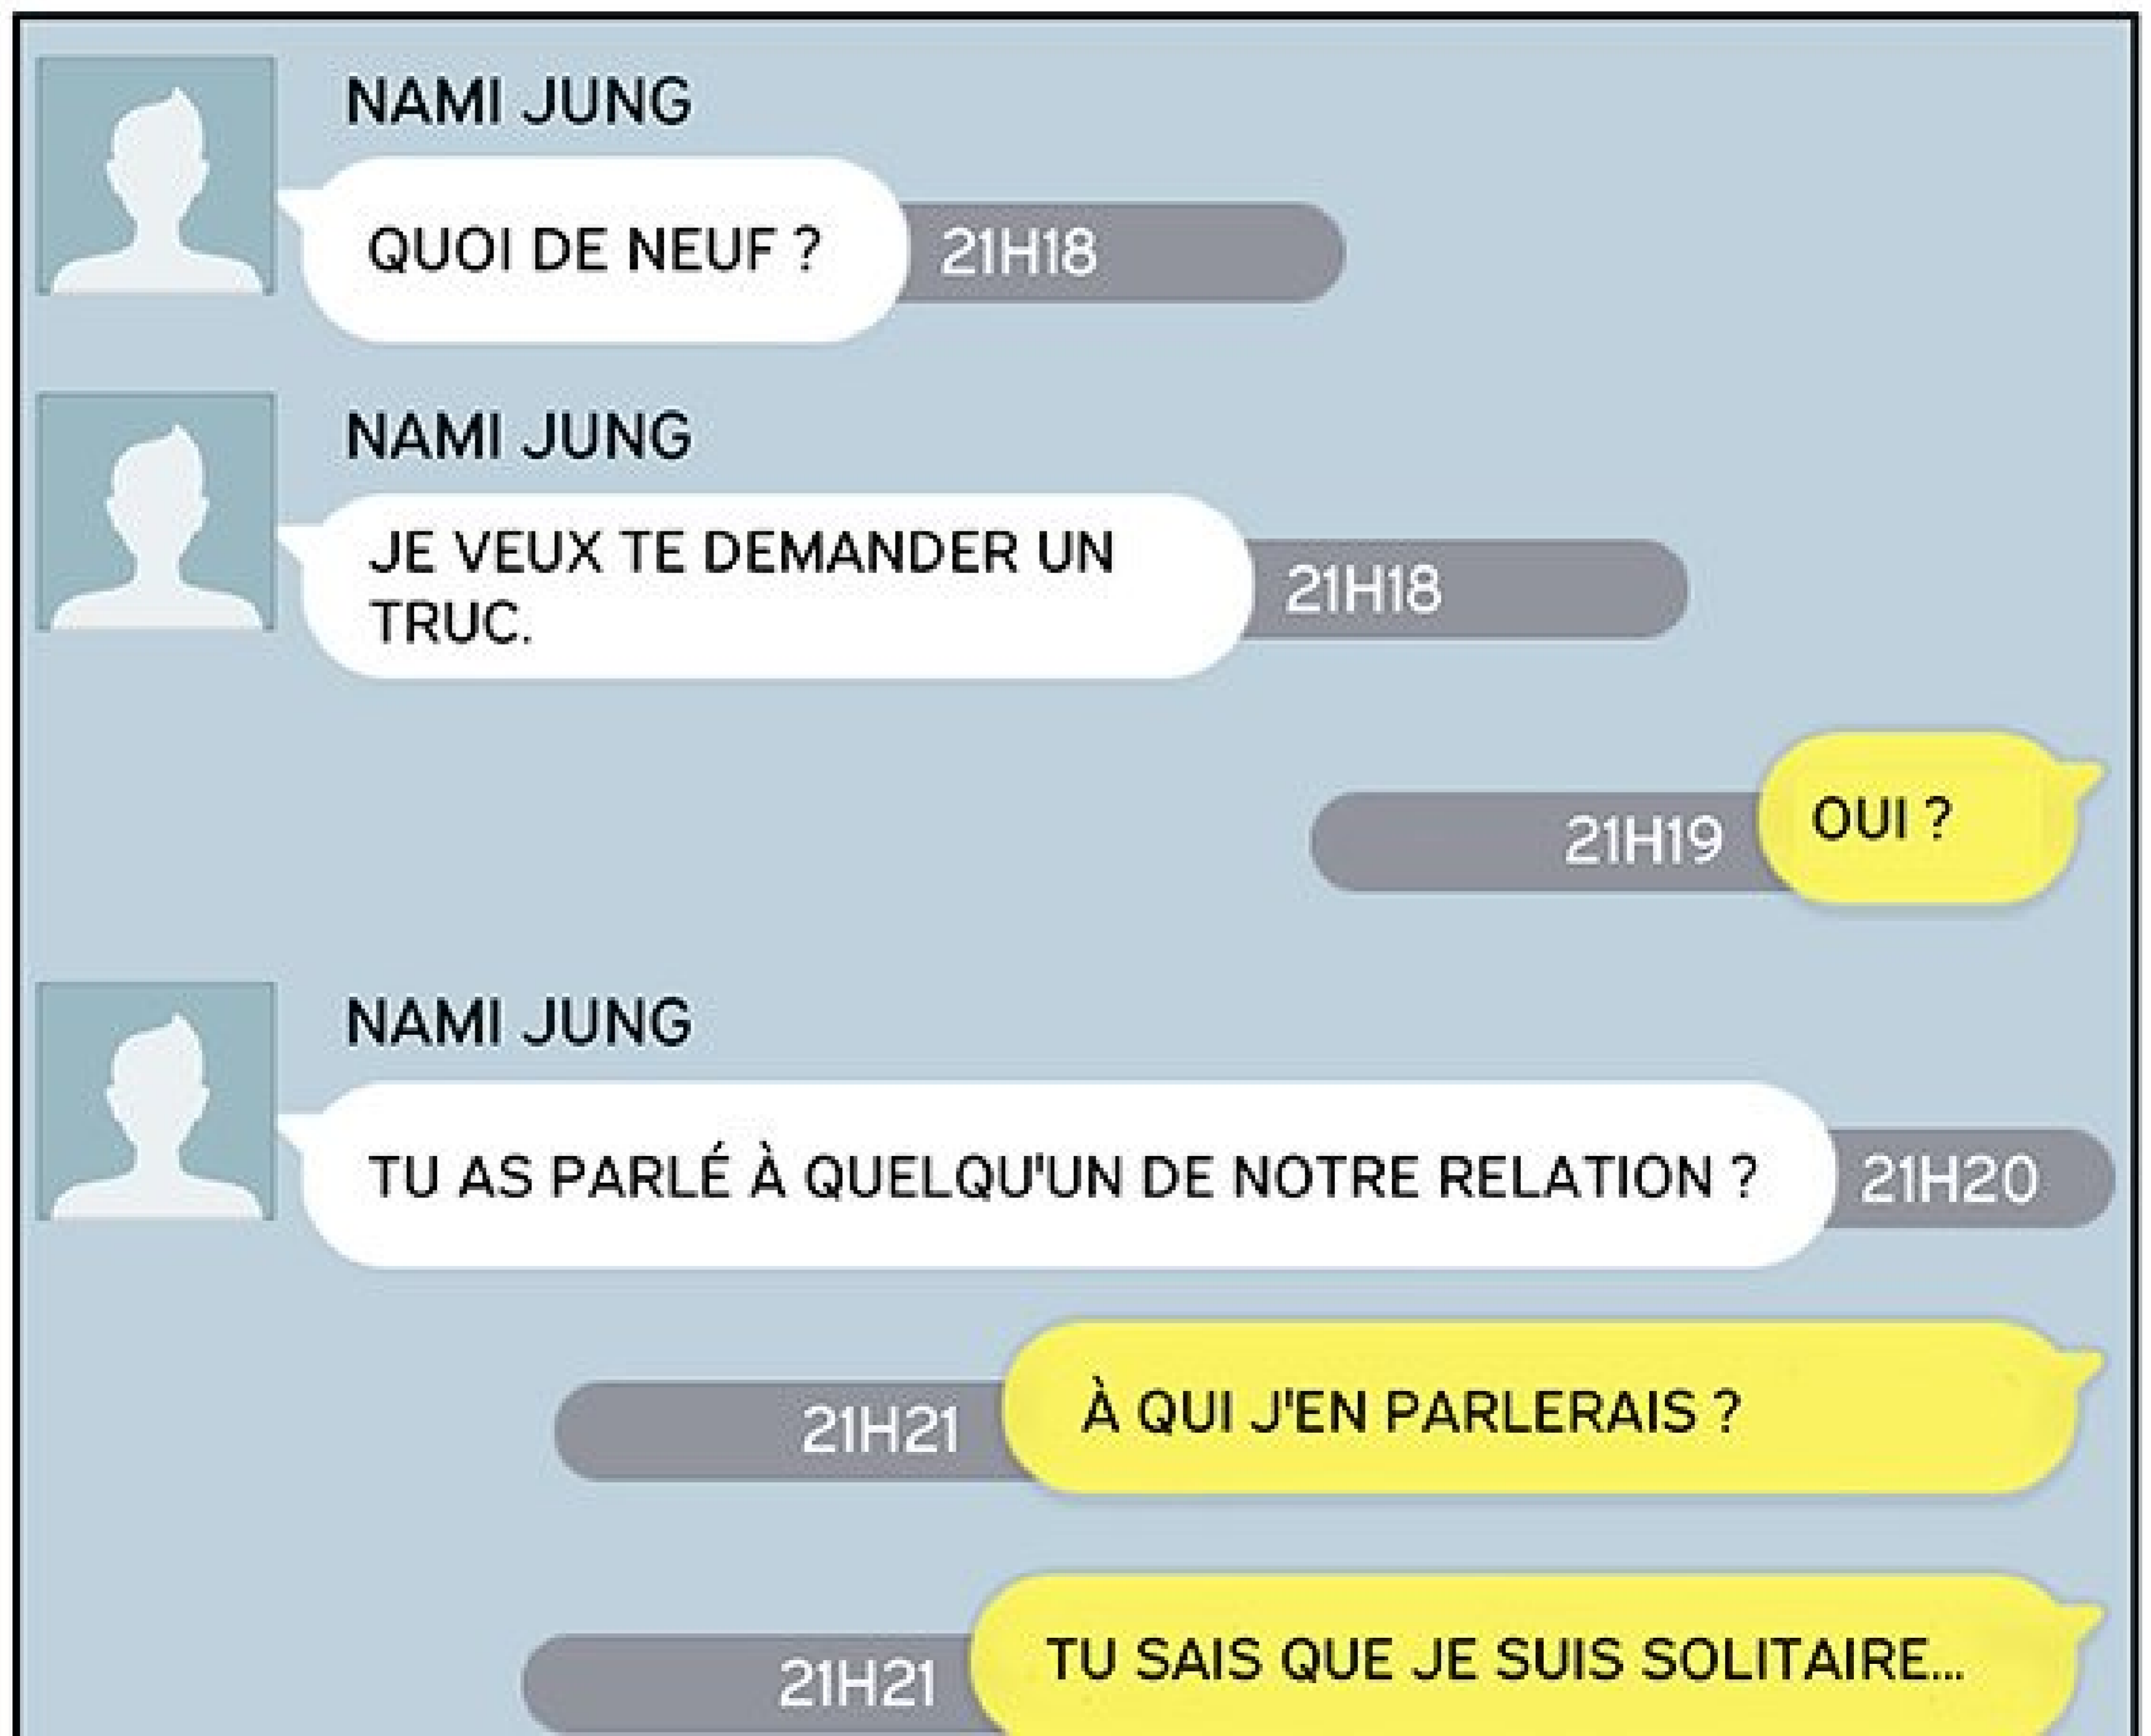 NAMI JUNG
QUOI DE NEUF ?
21H18
NAMI JUNG
JE VEUX TE DEMANDER UN
TRUC.
21H18
OUI ?
21H19
NAMI JUNG
TU AS PARLÉ À QUELQU'UN DE NOTRE RELATION ?
21H20
À QUI J'EN PARLERAIS ?
21H21
TU SAIS QUE JE SUIS SOLITAIRE...
21H21